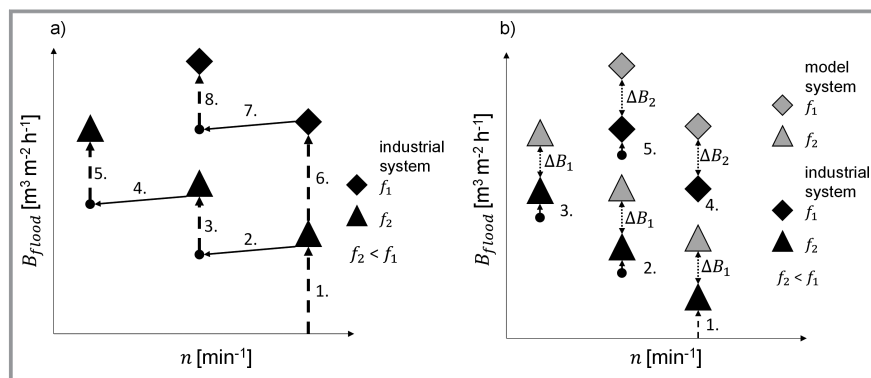 a)
8.
7.
5.
4.
6.
3.
2.
1.
B_flood [m³ m⁻² h⁻¹]
n [min⁻¹]
industrial
system
f₁
f₂
f₂ < f₁
b)
ΔB₂
ΔB₁
ΔB₂
5.
3.
ΔB₁
4.
2.
ΔB₁
1.
B_flood [m³ m⁻² h⁻¹]
n [min⁻¹]
model
system
f₁
f₂
industrial
system
f₁
f₂
f₂ < f₁